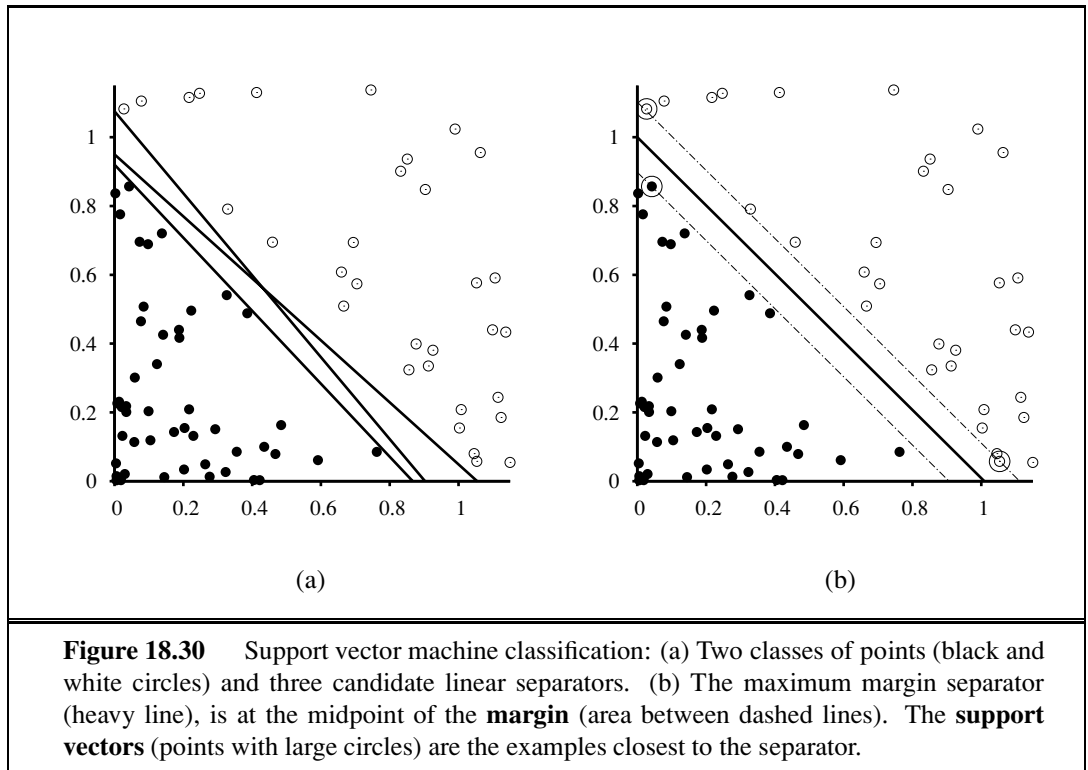 1
0.8
0.6
0.4
0.2
0
0 0.2 0.4 0.6 0.8 1
(a)
1
0.8
0.6
0.4
0.2
0
0 0.2 0.4 0.6 0.8 1
(b)
Figure 18.30 Support vector machine classification: (a) Two classes of points (black and
white circles) and three candidate linear separators. (b) The maximum margin separator
(heavy line), is at the midpoint of the margin (area between dashed lines). The support
vectors (points with large circles) are the examples closest to the separator.